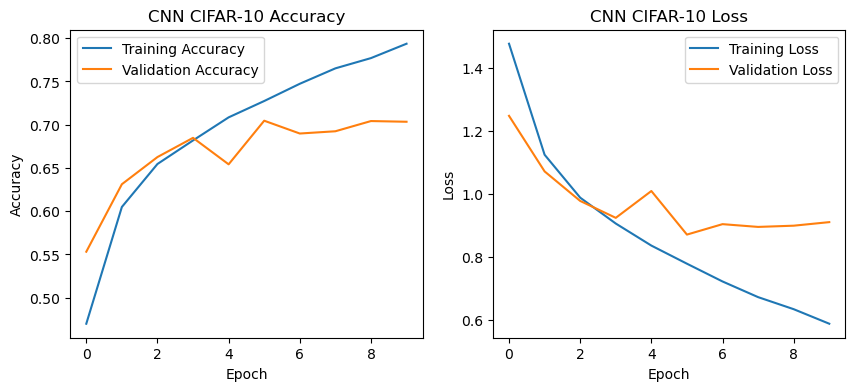 CNN CIFAR-10 Accuracy
Training Accuracy
Validation Accuracy
0.80
0.75
0.70
0.65
0.60
0.55
0.50
Accuracy
0 2 4 6 8
Epoch
CNN CIFAR-10 Loss
Training Loss
Validation Loss
1.4
1.2
1.0
0.8
0.6
Loss
0 2 4 6 8
Epoch